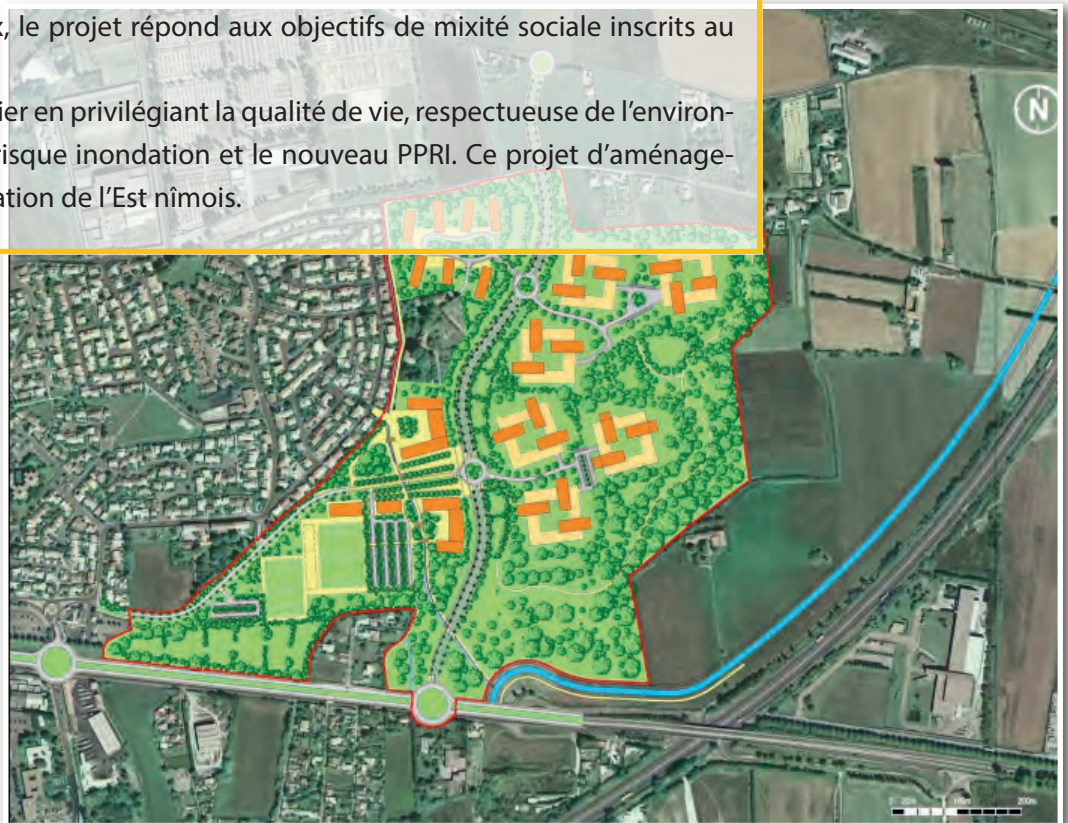 x, le projet répond aux objectifs de mixité sociale inscrits au
ier en privilégiant la qualité de vie, respectueuse de l’environ-
risque inondation et le nouveau PPRI. Ce projet d’aménage-
ation de l’Est nîmois.
N
200m